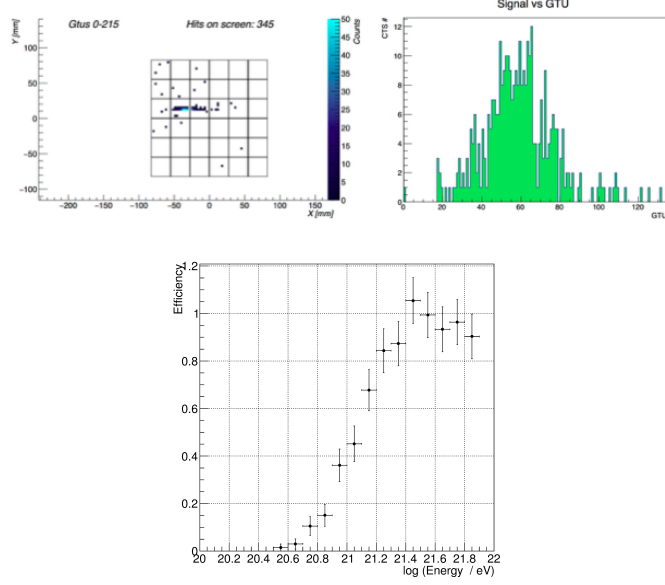 Gtus 0-215
Hits on screen: 345
Y [mm]
100
50
0
−50
−100
−200 −150 −100 −50 0 50 100 150
X [mm]
Counts
50
45
40
35
30
25
20
15
10
5
0
Signal vs GTU
CTS #
12
10
8
6
4
2
0
20 40 60 80 100 120
GTU
Efficiency
1.2
1
0.8
0.6
0.4
0.2
0
20 20.2 20.4 20.6 20.8 21 21.2 21.4 21.6 21.8 22
log (Energy / eV)